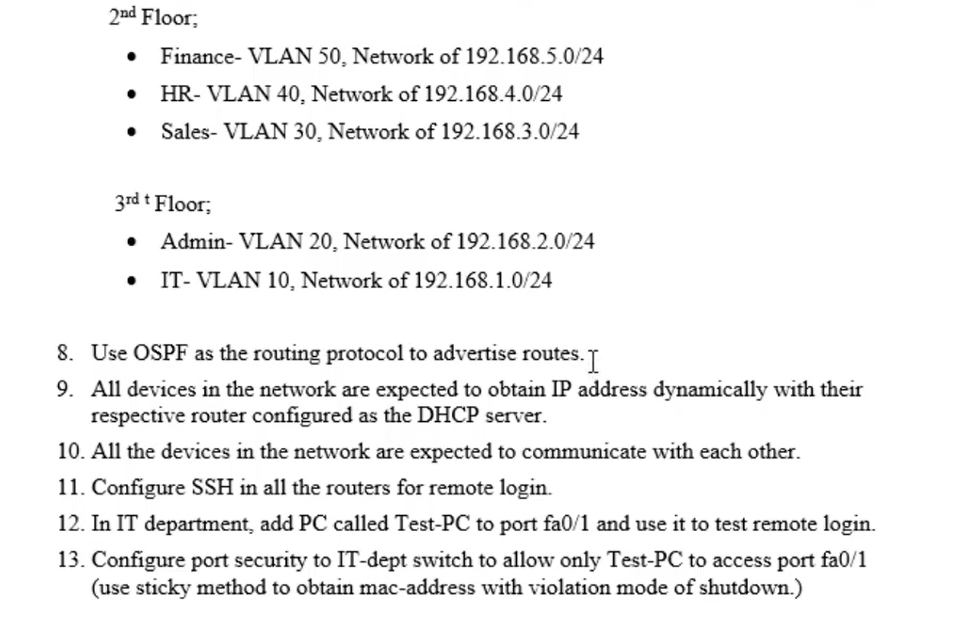 2nd Floor;
• Finance- VLAN 50, Network of 192.168.5.0/24
• HR- VLAN 40, Network of 192.168.4.0/24
• Sales- VLAN 30, Network of 192.168.3.0/24
3rd t Floor;
• Admin- VLAN 20, Network of 192.168.2.0/24
• IT- VLAN 10, Network of 192.168.1.0/24
8. Use OSPF as the routing protocol to advertise routes.
9. All devices in the network are expected to obtain IP address dynamically with their
respective router configured as the DHCP server.
10. All the devices in the network are expected to communicate with each other.
11. Configure SSH in all the routers for remote login.
12. In IT department, add PC called Test-PC to port fa0/1 and use it to test remote login.
13. Configure port security to IT-dept switch to allow only Test-PC to access port fa0/1
(use sticky method to obtain mac-address with violation mode of shutdown.)